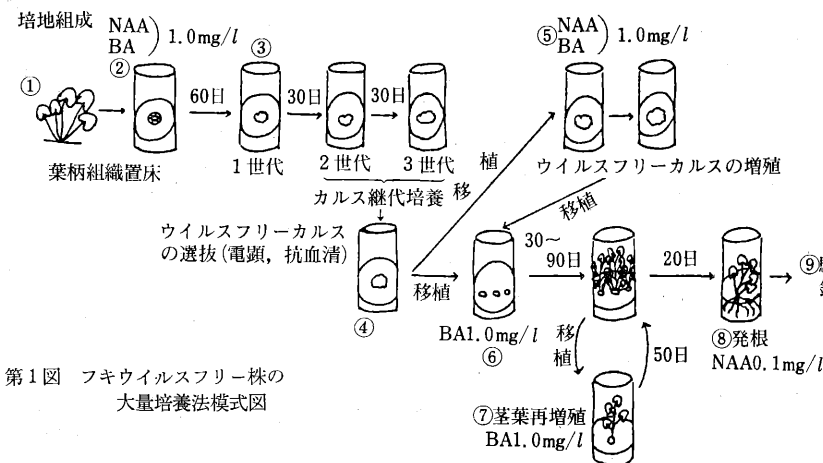 培地組成
NAA
BA ) 1.0mg/l
①
②
60日
③
30日
30日
葉柄組織置床
1世代
2世代
3世代
カルス継代培養
ウイルスフリーカルス
の選抜(電顕,抗血清)
④
移植
⑤NAA
BA ) 1.0mg/l
ウイルスフリーカルスの増殖
移植
移植
30〜
90日
BA1.0mg/l
⑥
20日
⑧発根
NAA0.1mg/l
⑨
移植
50日
⑦茎葉再増殖
BA1.0mg/l
第1図 フキウイルスフリー株の
大量培養法模式図